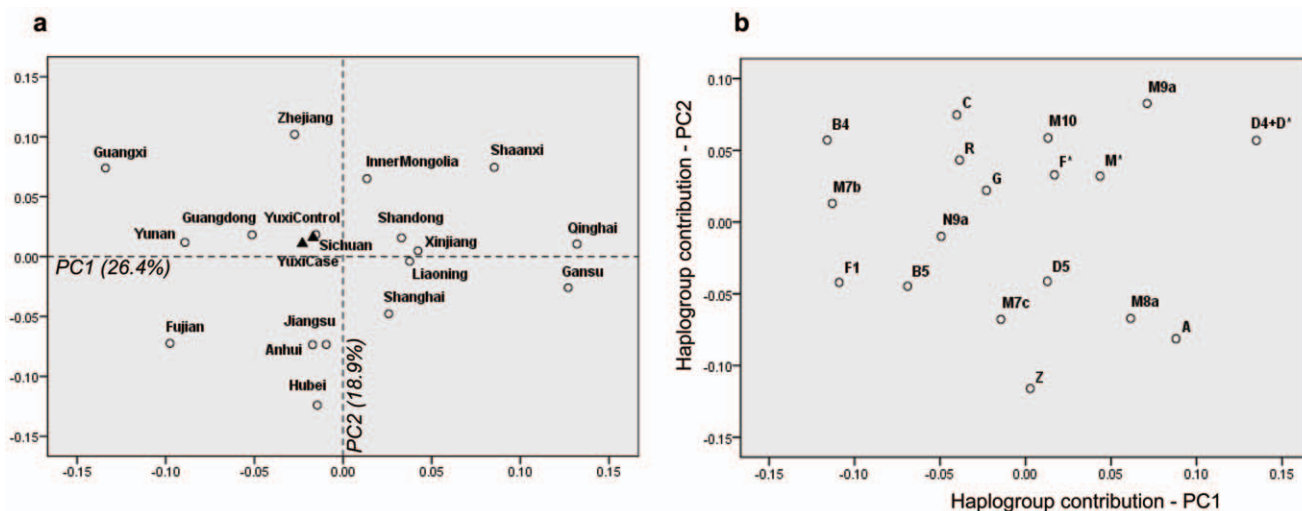 a
0.15
0.10
0.05
0.00
-0.05
-0.10
-0.15
Zhejiang
Guangxi
InnerMongolia
Shaanxi
Guangdong
YuxiControl
Shandong
Yunan
Sichuan
Xinjiang
Qinghai
PC1 (26.4%)
YuxiCase
Liaoning
Gansu
Shanghai
Fujian
Jiangsu
Anhui
Hubei
PC2 (18.9%)
-0.15 -0.10 -0.05 0.00 0.05 0.10 0.15
b
Haplogroup contribution - PC2
0.10
0.05
0.00
-0.05
-0.10
-0.15
M9a
C
B4
M10
D4+D*
R
F*
M*
M7b
G
N9a
F1
B5
D5
M7c
M8a
A
Z
-0.15 -0.10 -0.05 0.00 0.05 0.10 0.15
Haplogroup contribution - PC1